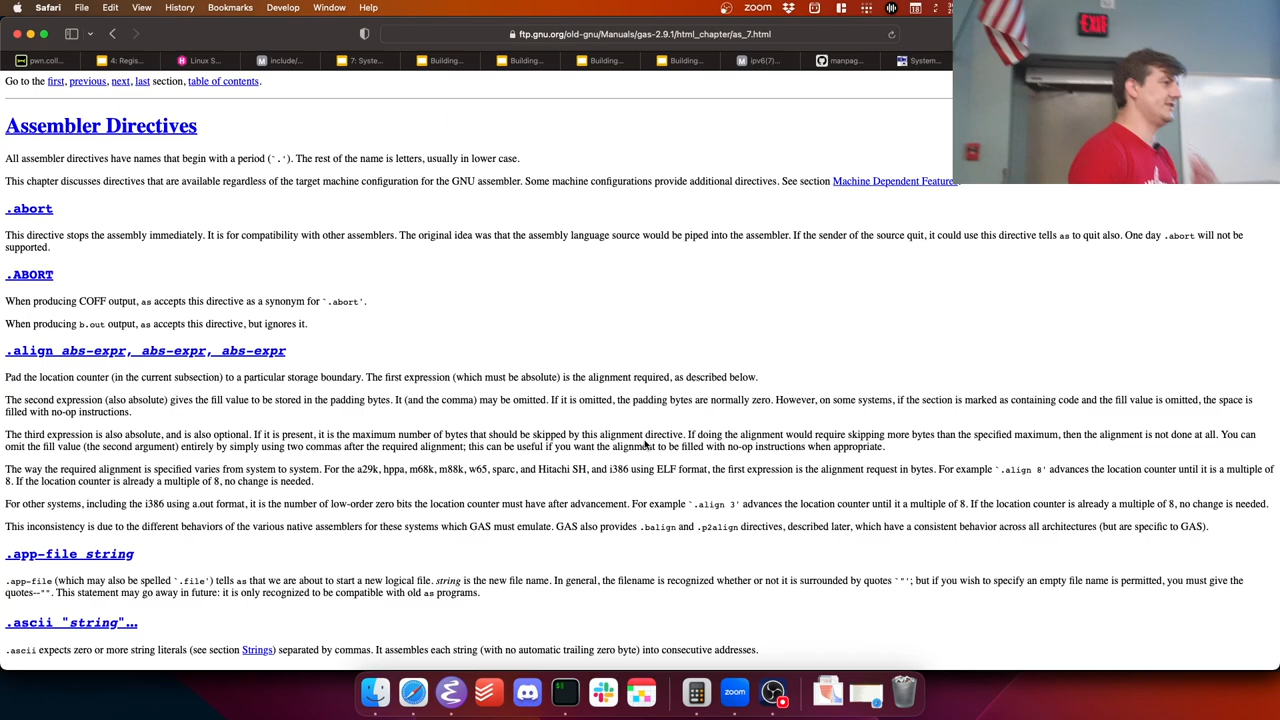 Safari File Edit View History Bookmarks Develop Window Help
zoom
ftp.gnu.org/old-gnu/Manuals/gas-2.9.1/html_chapter/as_7.html
pwn.coll...
4: Regis...
Linux S...
include/...
7: Syste...
Building...
Building...
Building...
Building...
ipv6(7)...
manpag...
System...
EXIT
Go to the first, previous, next, last section, table of contents.
Assembler Directives
All assembler directives have names that begin with a period (`.'). The rest of the name is letters, usually in lower case.
This chapter discusses directives that are available regardless of the target machine configuration for the GNU assembler. Some machine configurations provide additional directives. See section Machine Dependent Features.
.abort
This directive stops the assembly immediately. It is for compatibility with other assemblers. The original idea was that the assembly language source would be piped into the assembler. If the sender of the source quit, it could use this directive tells as to quit also. One day .abort will not be
supported.
.ABORT
When producing COFF output, as accepts this directive as a synonym for `.abort'.
When producing b.out output, as accepts this directive, but ignores it.
.align abs-expr, abs-expr, abs-expr
Pad the location counter (in the current subsection) to a particular storage boundary. The first expression (which must be absolute) is the alignment required, as described below.
The second expression (also absolute) gives the fill value to be stored in the padding bytes. It (and the comma) may be omitted. If it is omitted, the padding bytes are normally zero. However, on some systems, if the section is marked as containing code and the fill value is omitted, the space is
filled with no-op instructions.
The third expression is also absolute, and is also optional. If it is present, it is the maximum number of bytes that should be skipped by this alignment directive. If doing the alignment would require skipping more bytes than the specified maximum, then the alignment is not done at all. You can
omit the fill value (the second argument) entirely by simply using two commas after the required alignment; this can be useful if you want the alignment to be filled with no-op instructions when appropriate.
The way the required alignment is specified varies from system to system. For the a29k, hppa, m68k, m88k, w65, sparc, and Hitachi SH, and i386 using ELF format, the first expression is the alignment request in bytes. For example `.align 8' advances the location counter until it is a multiple of
8. If the location counter is already a multiple of 8, no change is needed.
For other systems, including the i386 using a.out format, it is the number of low-order zero bits the location counter must have after advancement. For example `.align 3' advances the location counter until it a multiple of 8. If the location counter is already a multiple of 8, no change is needed.
This inconsistency is due to the different behaviors of the various native assemblers for these systems which GAS must emulate. GAS also provides .balign and .p2align directives, described later, which have a consistent behavior across all architectures (but are specific to GAS).
.app-file string
.app-file (which may also be spelled `.file') tells as that we are about to start a new logical file. string is the new file name. In general, the filename is recognized whether or not it is surrounded by quotes `"'; but if you wish to specify an empty file name is permitted, you must give the
quotes--"". This statement may go away in future: it is only recognized to be compatible with old as programs.
.ascii "string"...
.ascii expects zero or more string literals (see section Strings) separated by commas. It assembles each string (with no automatic trailing zero byte) into consecutive addresses.
zoom